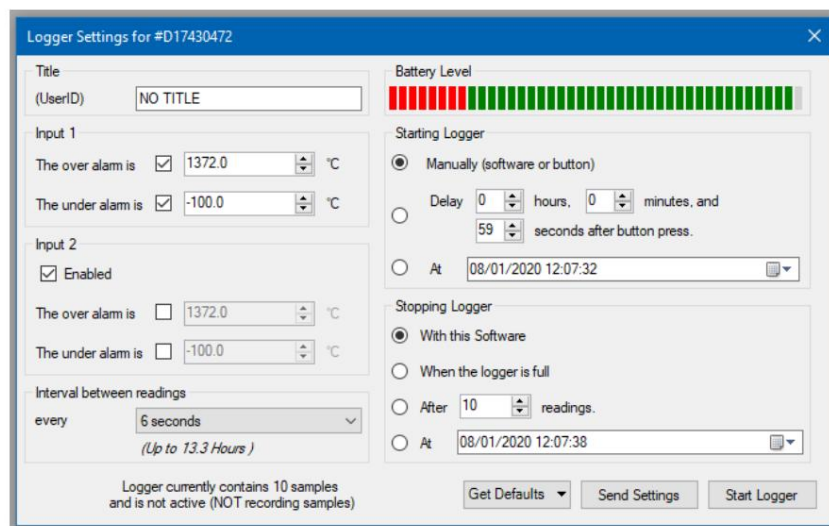 Logger Settings for #D17430472
Title
(UserID) NO TITLE
Input 1
The over alarm is 1372.0 °C
The under alarm is -100.0 °C
Input 2
Enabled
The over alarm is 1372.0 °C
The under alarm is -100.0 °C
Interval between readings
every 6 seconds
(Up to 13.3 Hours )
Logger currently contains 10 samples
and is not active (NOT recording samples)
Battery Level
Starting Logger
Manually (software or button)
Delay 0 hours, 0 minutes, and
59 seconds after button press.
At 08/01/2020 12:07:32
Stopping Logger
With this Software
When the logger is full
After 10 readings.
At 08/01/2020 12:07:38
Get Defaults Send Settings Start Logger